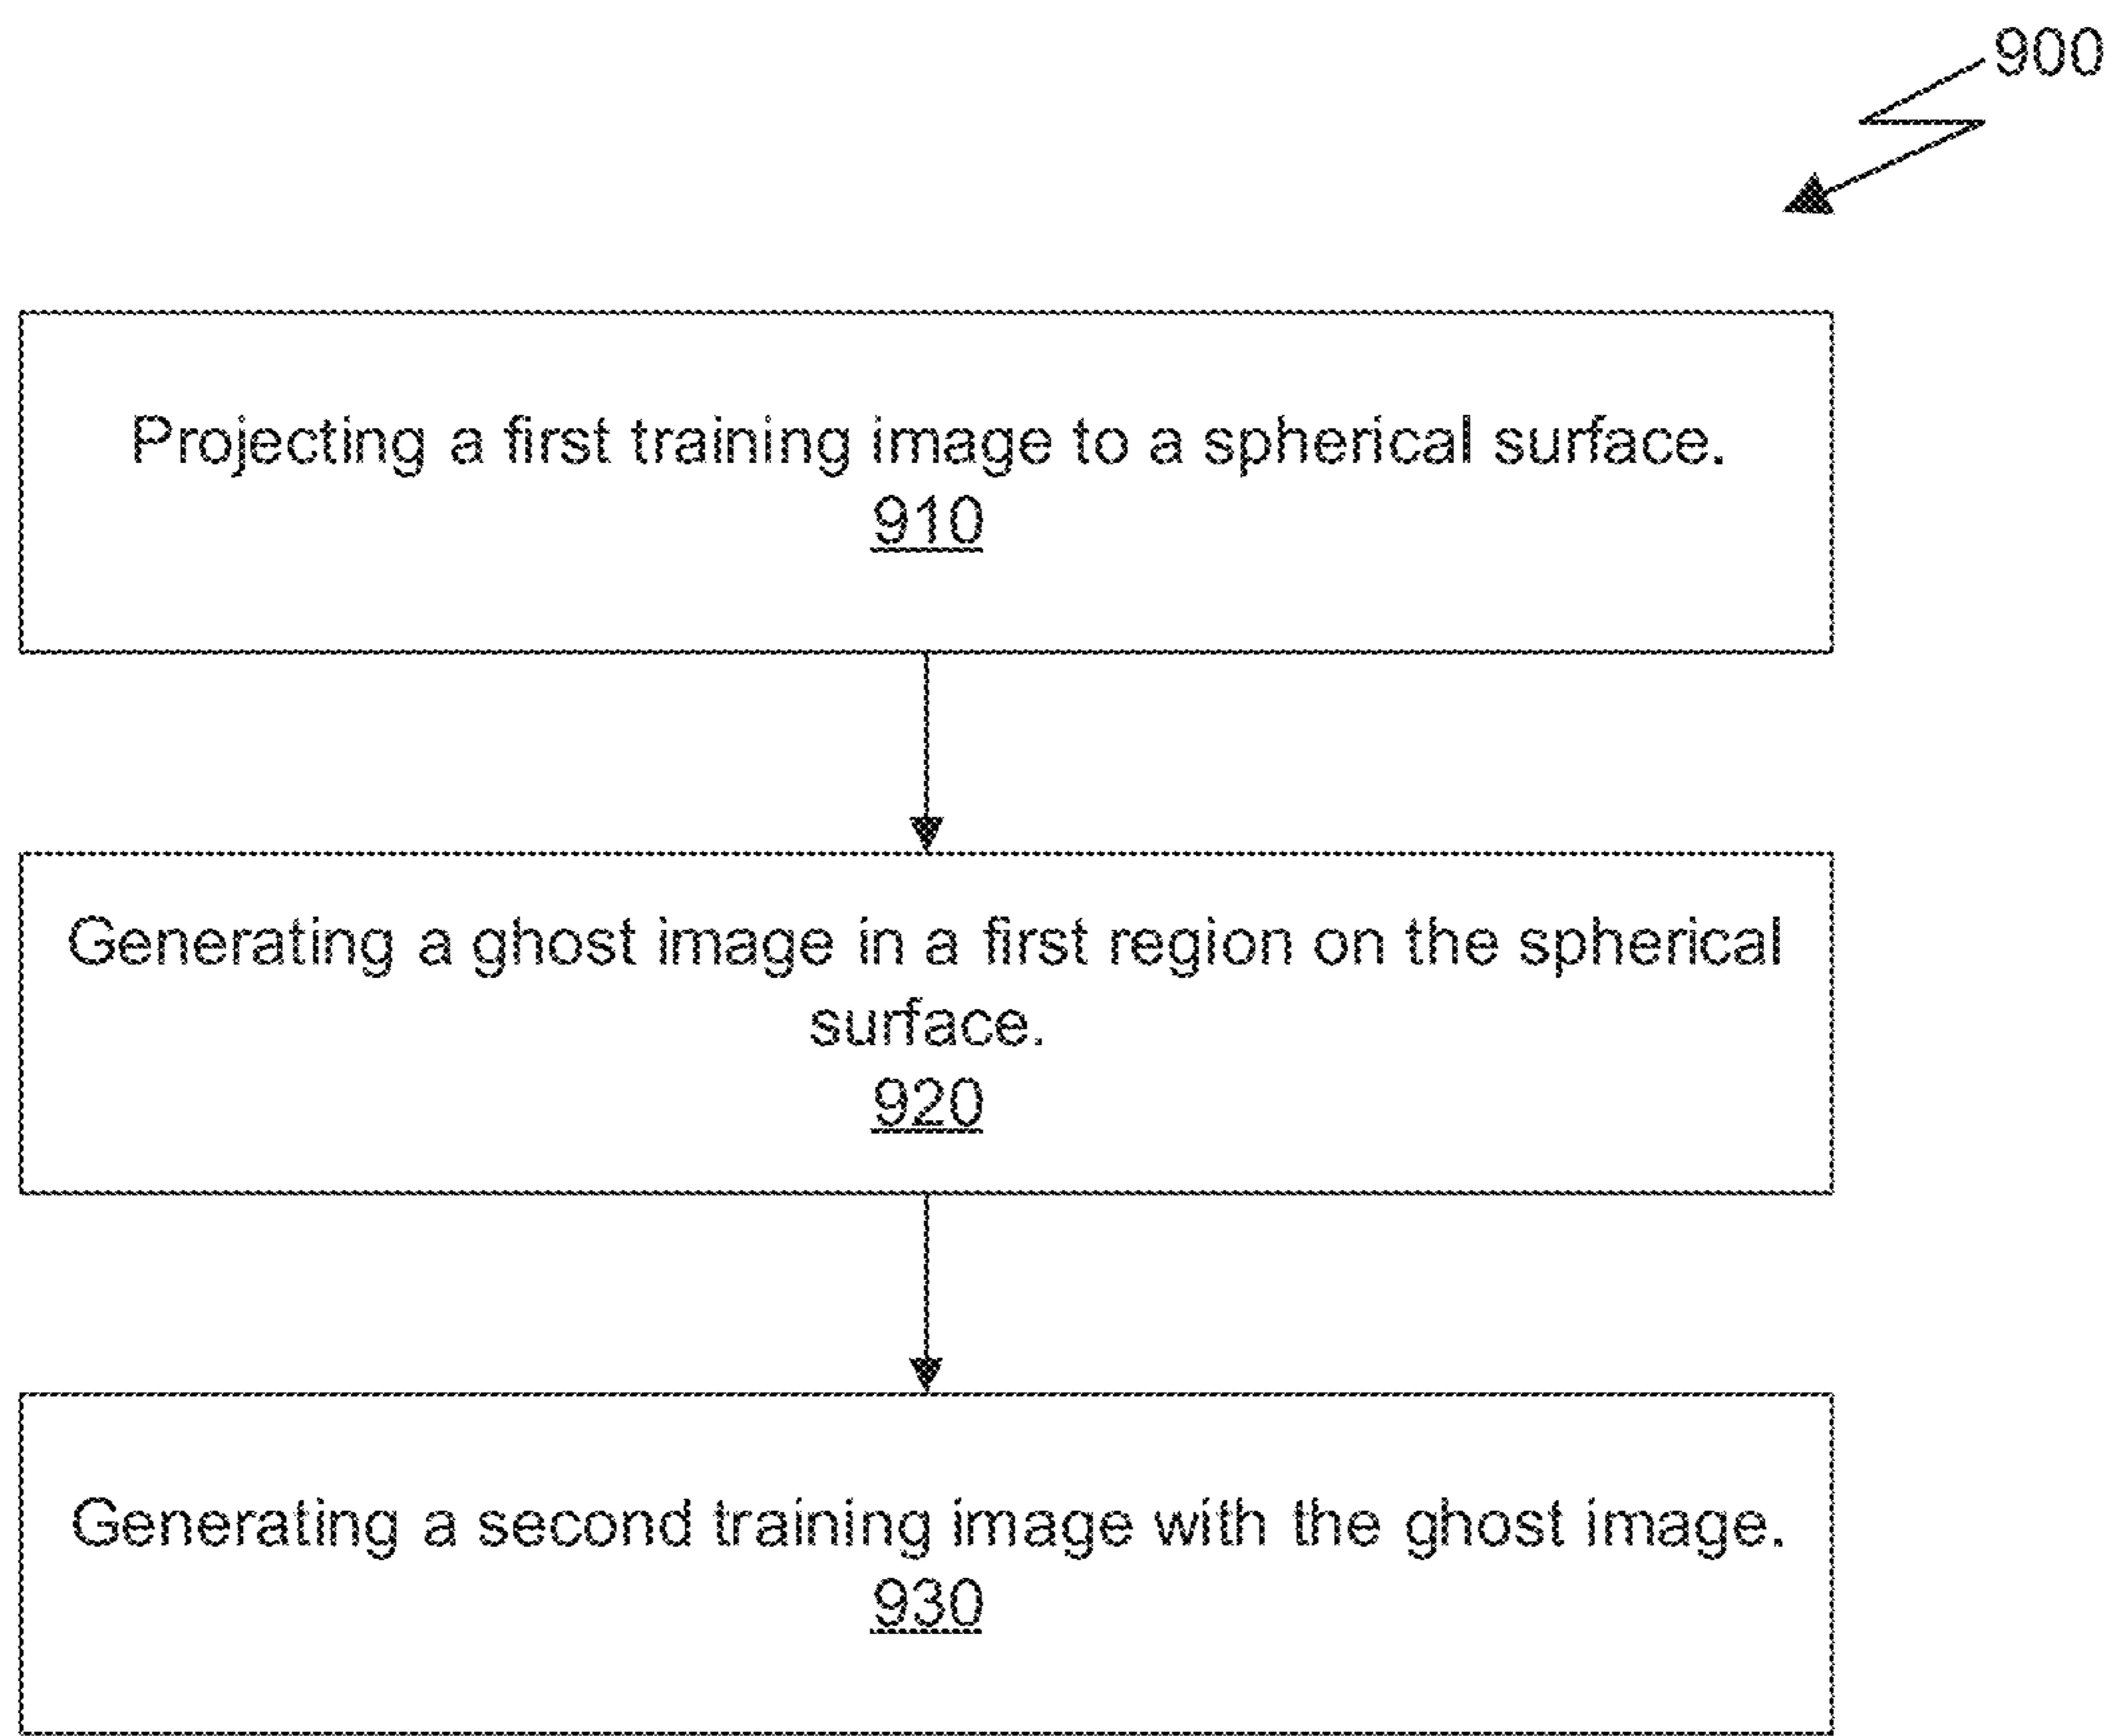 900
Projecting a first training image to a spherical surface.
910
Generating a ghost image in a first region on the spherical
surface.
920
Generating a second training image with the ghost image.
930